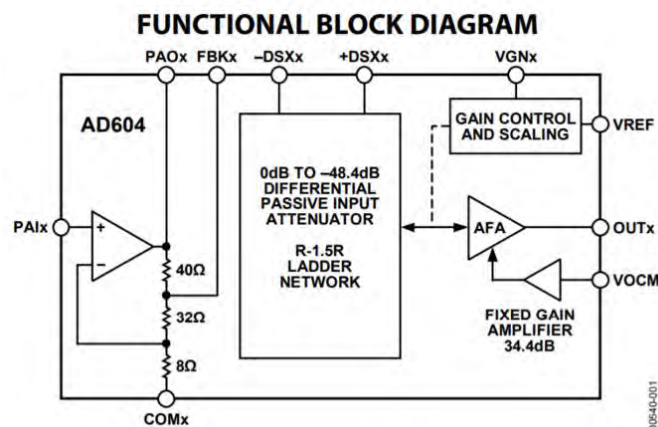 FUNCTIONAL BLOCK DIAGRAM
PAOx FBKx –DSXx +DSXx VGNx
AD604
GAIN CONTROL
AND SCALING
VREF
0dB TO –48.4dB
DIFFERENTIAL
PASSIVE INPUT
ATTENUATOR
R-1.5R
LADDER
NETWORK
PAIx
+
–
AFA
OUTx
VOCM
40Ω
32Ω
8Ω
FIXED GAIN
AMPLIFIER
34.4dB
COMx
00540-001